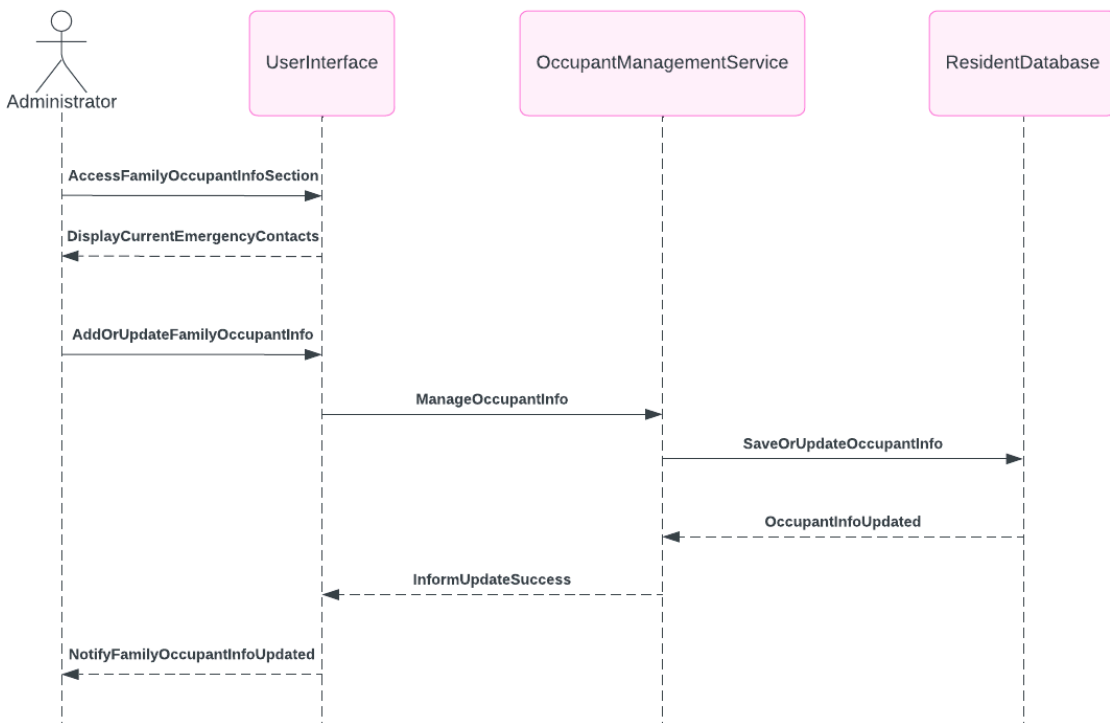 UserInterface
OccupantManagementService
ResidentDatabase
Administrator
AccessFamilyOccupantInfoSection
DisplayCurrentEmergencyContacts
AddOrUpdateFamilyOccupantInfo
ManageOccupantInfo
SaveOrUpdateOccupantInfo
OccupantInfoUpdated
InformUpdateSuccess
NotifyFamilyOccupantInfoUpdated